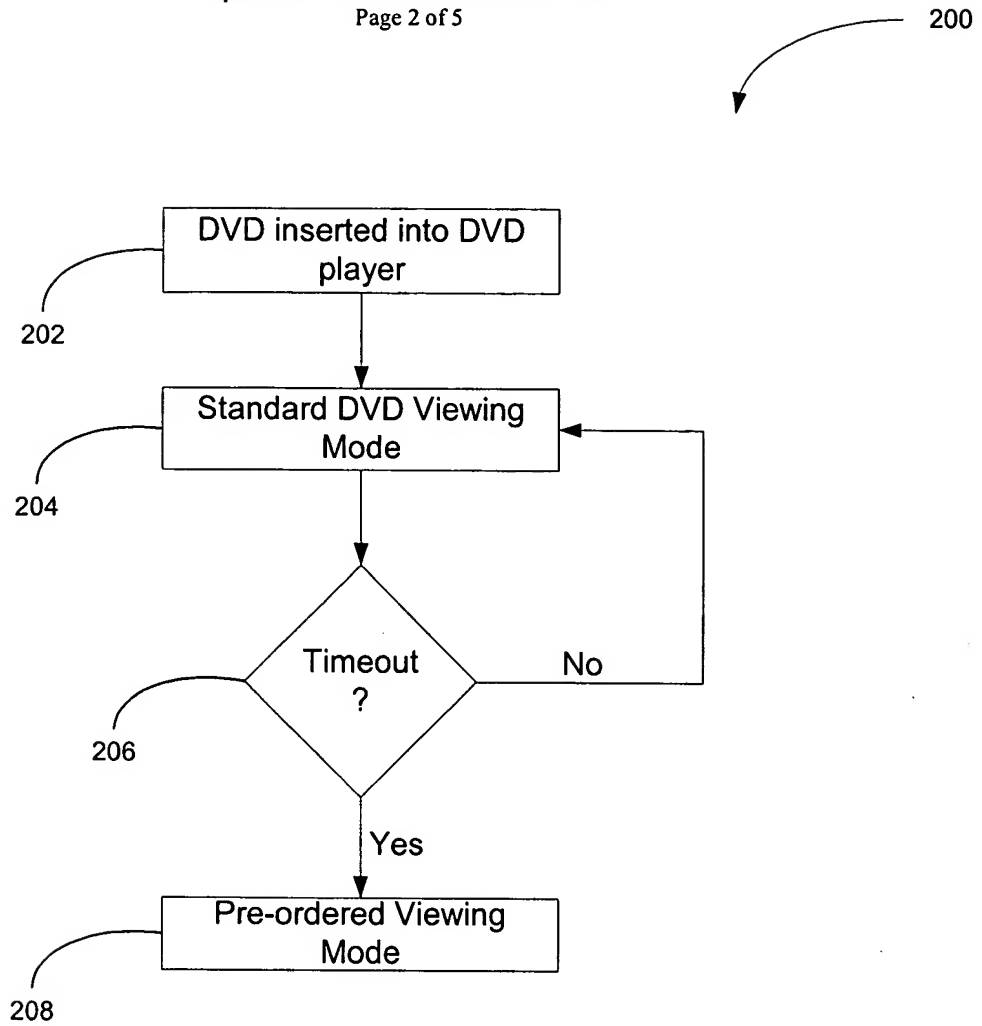 Page 2 of 5
200
DVD inserted into DVD
player
202
Standard DVD Viewing
Mode
204
Timeout
?
No
206
Yes
Pre-ordered Viewing
Mode
208